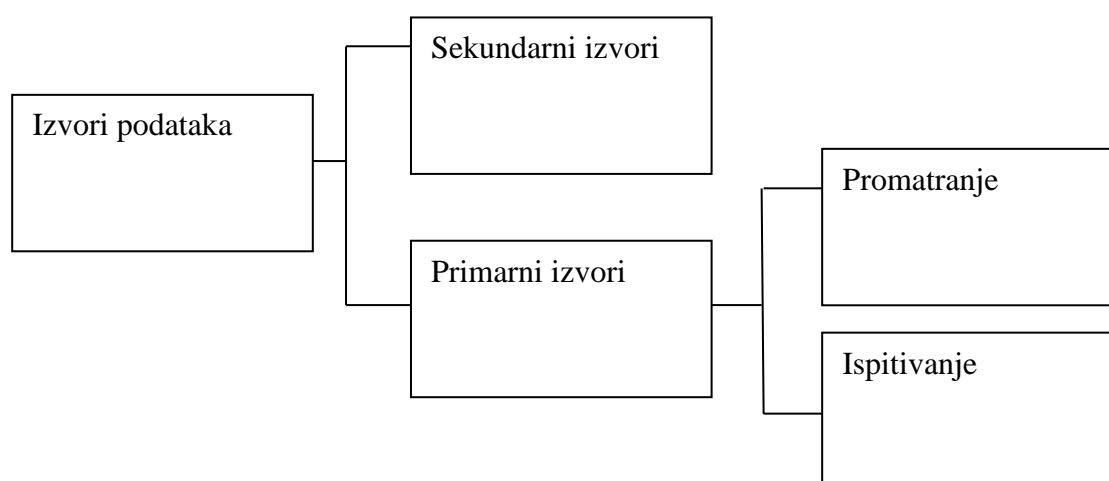 Izvori podataka
Sekundarni izvori
Primarni izvori
Promatranje
Ispitivanje